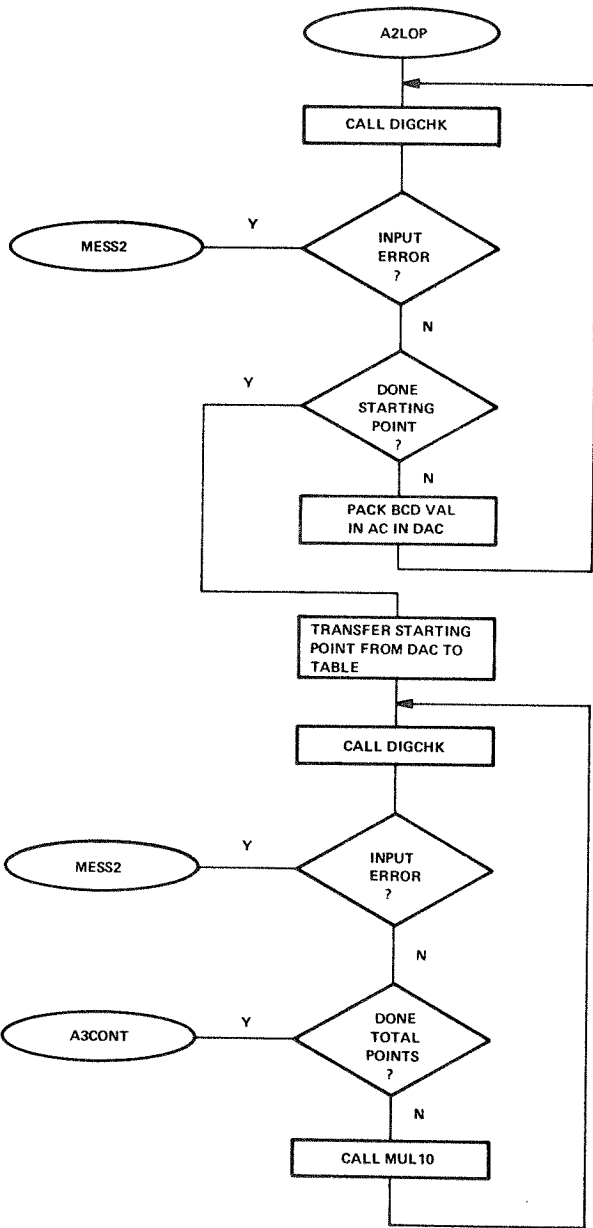 A2LOP
CALL DIGCHK
Y
MESS2
INPUT
ERROR
?
N
Y
DONE
STARTING
POINT
?
N
PACK BCD VAL
IN AC IN DAC
TRANSFER STARTING
POINT FROM DAC TO
TABLE
CALL DIGCHK
Y
MESS2
INPUT
ERROR
?
N
Y
A3CONT
DONE
TOTAL
POINTS
?
N
CALL MUL10